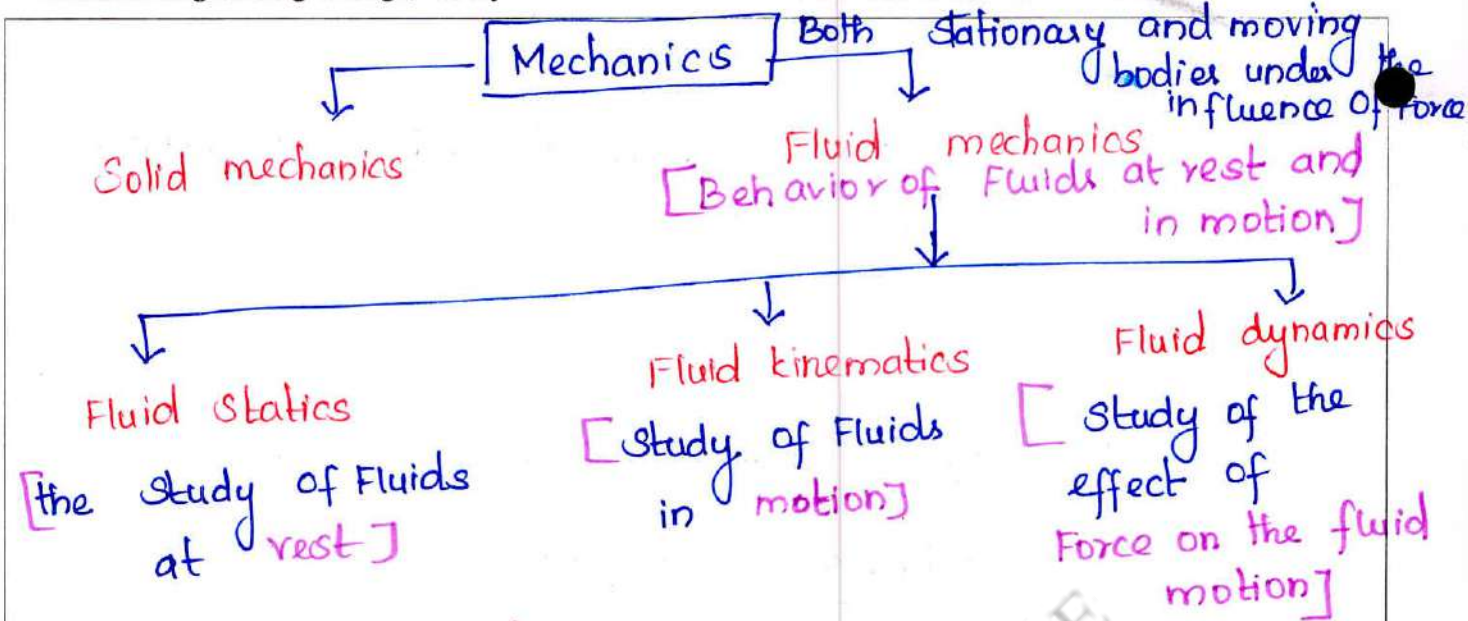 Mechanics
Both stationary and moving
bodies under the
influence of force
Solid mechanics
Fluid mechanics
[Behavior of Fluids at rest and
in motion]
Fluid statics
[the study of Fluids
at rest]
Fluid kinematics
[study of Fluids
in motion]
Fluid dynamics
[study of the
effect of
Force on the fluid
motion]